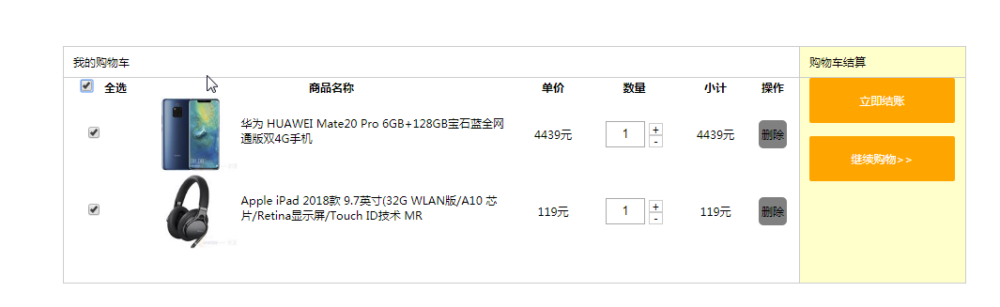 我的购物车
购物车结算
全选 商品名称 单价 数量 小计 操作
立即结账
华为 HUAWEI Mate20 Pro 6GB+128GB宝石蓝全网
通版双4G手机
4439元 1 + - 4439元 删除
继续购物>>
Apple iPad 2018款 9.7英寸(32G WLAN版/A10 芯
片/Retina显示屏/Touch ID技术 MR
119元 1 + - 119元 删除